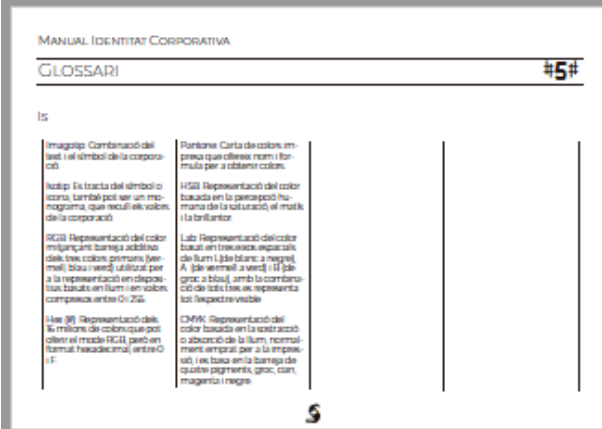 Manual Identitat Corporativa
Glossari
#5#
Is
Imagotip: Combinació del
text i el símbol de la corpora-
ció.
Isotip: Es tracta del símbol o
icona, també pot ser un mo-
nograma, que recull els valors
de la corporació.
RGB: Representació del color
mitjançant barreja additiva
dels tres colors primaris (ver-
mell, blau i verd) utilitzat per
a la representació en disposi-
tius basats en llum i en valors
compresos entre 0 i 255.
Hex (#): Representació dels
16 milions de colors que pot
oferir el mode RGB, però en
format hexadecimal, entre 0
i F.
Pantone: Carta de colors im-
presa que ofereix nom i fór-
mula per a obtenir colors.
HSB: Representació del color
basada en la percepció hu-
mana de la saturació, el matís
i la brillantor.
Lab: Representació del color
basat en tres eixos espacials
de llum L (de blanc a negre),
A (de vermell a verd) i B (de
groc a blau), amb la combina-
ció de tots tres es representa
tot l'espectre visible.
CMYK: Representació del
color basada en la sostracció
o absorció de la llum, normal-
ment emprat per a la impres-
sió, i es basa en la barreja de
quatre pigments, groc, cian,
magenta i negre.